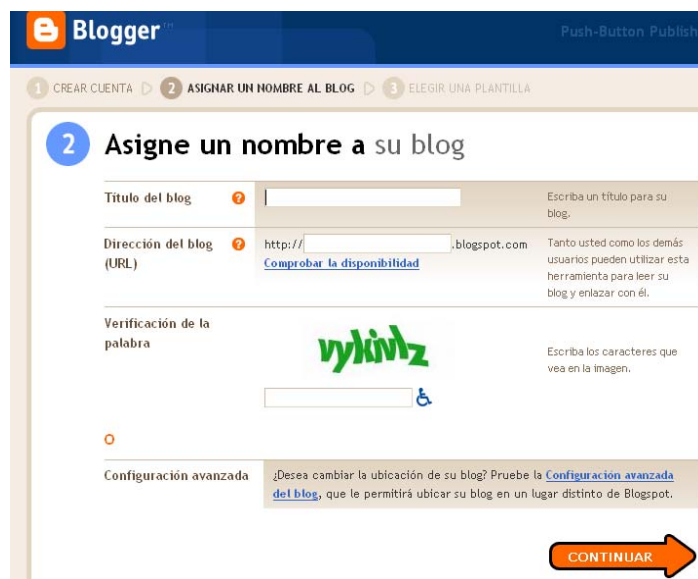 Blogger™
Push-Button Publish
1 CREAR CUENTA 2 ASIGNAR UN NOMBRE AL BLOG 3 ELEGIR UNA PLANTILLA
2 Asigne un nombre a su blog
Título del blog ?
Escriba un título para su
blog.
Dirección del blog ? http:// .blogspot.com
(URL)
Comprobar la disponibilidad
Tanto usted como los demás
usuarios pueden utilizar esta
herramienta para leer su
blog y enlazar con él.
Verificación de la
palabra
Escriba los caracteres que
vea en la imagen.
O
Configuración avanzada
¿Desea cambiar la ubicación de su blog? Pruebe la Configuración avanzada
del blog, que le permitirá ubicar su blog en un lugar distinto de Blogspot.
CONTINUAR